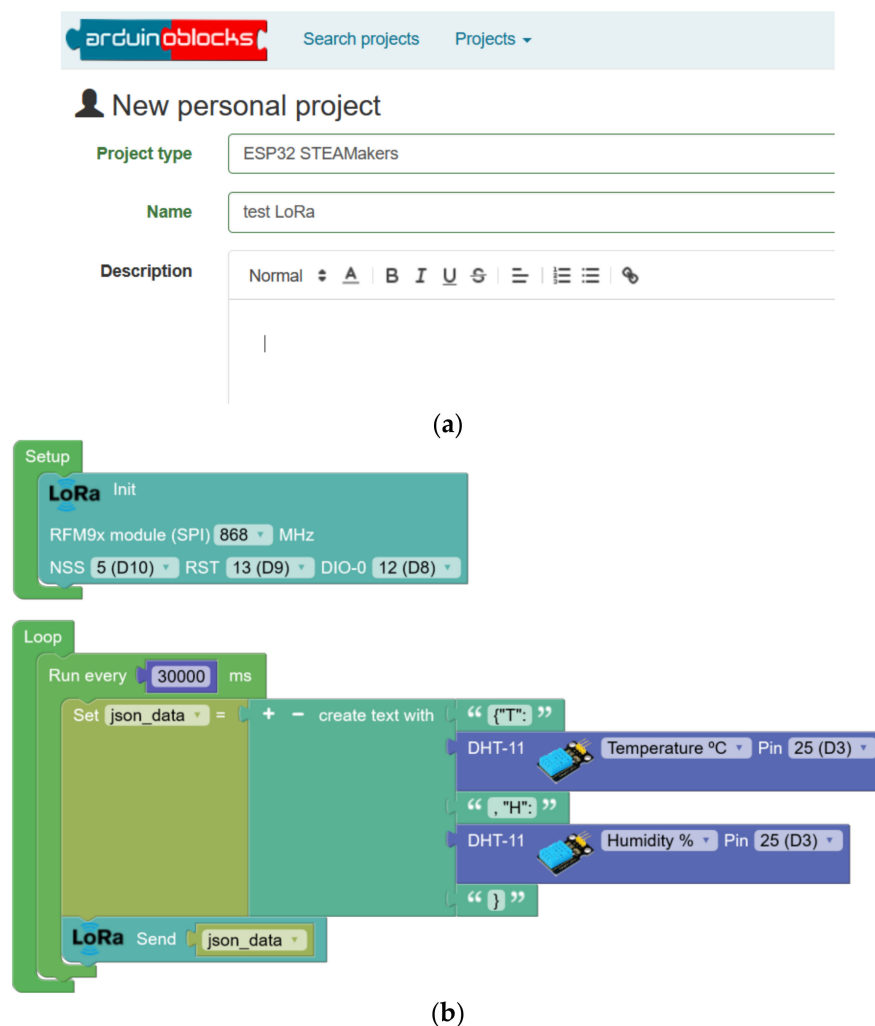 arduinoblocks Search projects Projects
New personal project
Project type ESP32 STEAMakers
Name test LoRa
Description Normal A B I U S
(a)
Setup
LoRa Init
RFM9x module (SPI) 868 MHz
NSS 5 (D10) RST 13 (D9) DIO-0 12 (D8)
Loop
Run every 30000 ms
Set json_data = + − create text with “ {"T": ”
DHT-11 Temperature ºC Pin 25 (D3)
“ , "H": ”
DHT-11 Humidity % Pin 25 (D3)
“ } ”
LoRa Send json_data
(b)